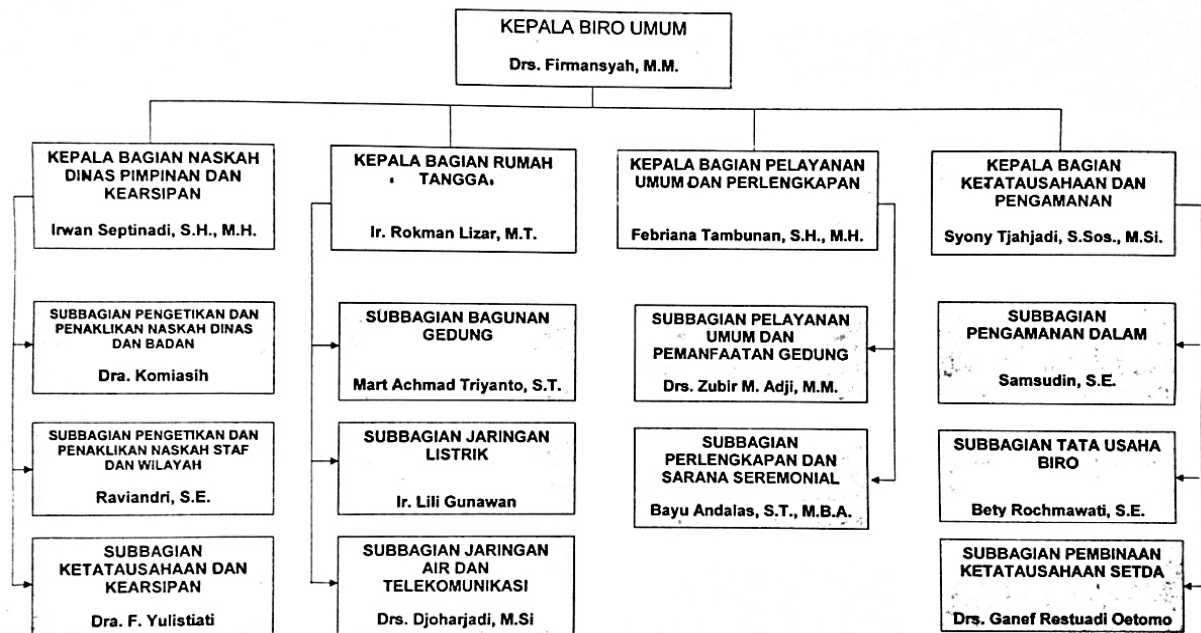 KEPALA BIRO UMUM
Drs. Firmansyah, M.M.
KEPALA BAGIAN NASKAH
DINAS PIMPINAN DAN
KEARSIPAN
Irwan Septinadi, S.H., M.H.
KEPALA BAGIAN RUMAH
TANGGA
Ir. Rokman Lizar, M.T.
KEPALA BAGIAN PELAYANAN
UMUM DAN PERLENGKAPAN
Febriana Tambunan, S.H., M.H.
KEPALA BAGIAN
KETATAUSAHAAN DAN
PENGAMANAN
Syony Tjahjadi, S.Sos., M.Si.
SUBBAGIAN PENGETIKAN DAN
PENAKLIKAN NASKAH DINAS
DAN BADAN
Dra. Komiasih
SUBBAGIAN BAGUNAN
GEDUNG
Mart Achmad Triyanto, S.T.
SUBBAGIAN PELAYANAN
UMUM DAN
PEMANFAATAN GEDUNG
Drs. Zubir M. Adji, M.M.
SUBBAGIAN
PENGAMANAN DALAM
Samsudin, S.E.
SUBBAGIAN PENGETIKAN DAN
PENAKLIKAN NASKAH STAF
DAN WILAYAH
Raviandri, S.E.
SUBBAGIAN JARINGAN
LISTRIK
Ir. Lili Gunawan
SUBBAGIAN
PERLENGKAPAN DAN
SARANA SEREMONIAL
Bayu Andalas, S.T., M.B.A.
SUBBAGIAN TATA USAHA
BIRO
Bety Rochmawati, S.E.
SUBBAGIAN
KETATAUSAHAAN DAN
KEARSIPAN
Dra. F. Yulistiati
SUBBAGIAN JARINGAN
AIR DAN
TELEKOMUNIKASI
Drs. Djoharjadi, M.Si
SUBBAGIAN PEMBINAAN
KETATAUSAHAAN SETDA
Drs. Ganef Restuadi Oetomo